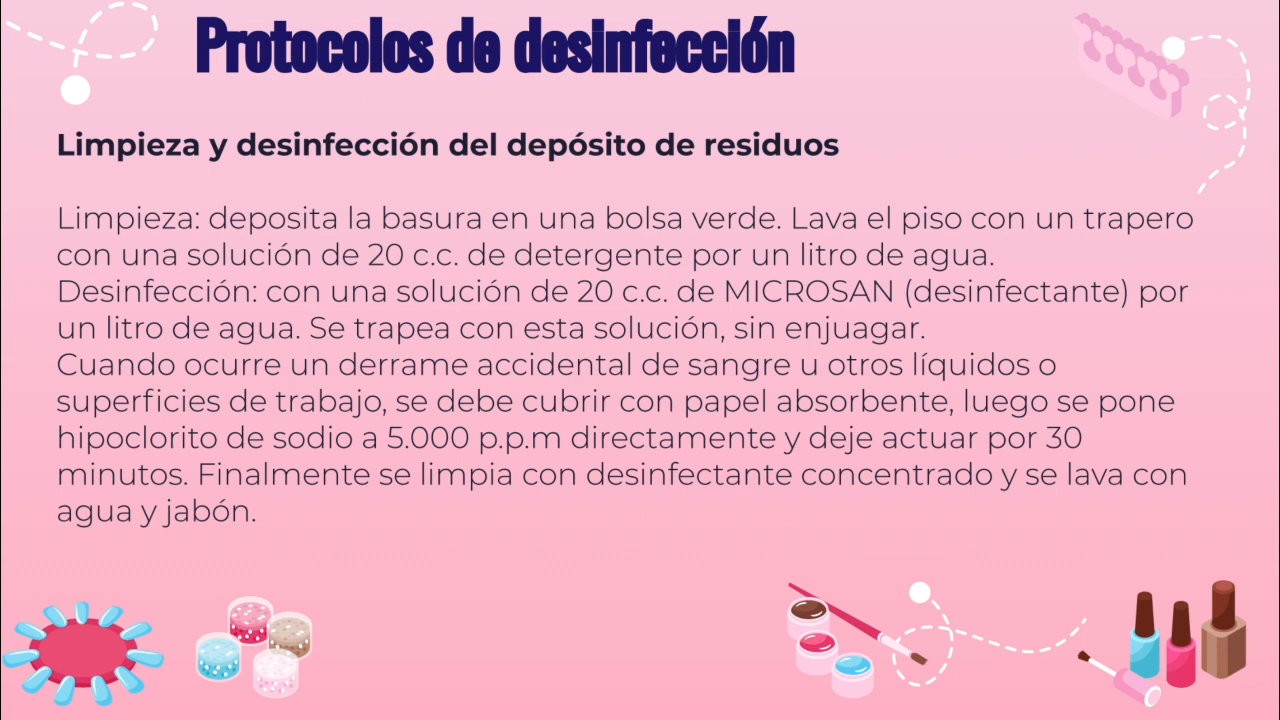 Protocolos de desinfección
Limpieza y desinfección del depósito de residuos
Limpieza: deposita la basura en una bolsa verde. Lava el piso con un trapero
con una solución de 20 c.c. de detergente por un litro de agua.
Desinfección: con una solución de 20 c.c. de MICROSAN (desinfectante) por
un litro de agua. Se trapea con esta solución, sin enjuagar.
Cuando ocurre un derrame accidental de sangre u otros líquidos o
superficies de trabajo, se debe cubrir con papel absorbente, luego se pone
hipoclorito de sodio a 5.000 p.p.m directamente y deje actuar por 30
minutos. Finalmente se limpia con desinfectante concentrado y se lava con
agua y jabón.